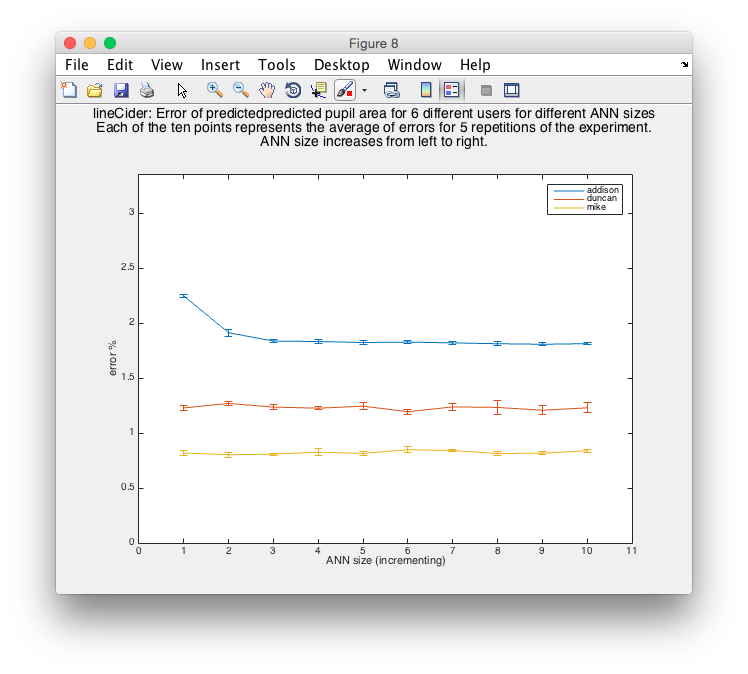 Figure 8
File Edit View Insert Tools Desktop Window Help
lineCider: Error of predictedpredicted pupil area for 6 different users for different ANN sizes
Each of the ten points represents the average of errors for 5 repetitions of the experiment.
ANN size increases from left to right.
addison
duncan
mike
3
2.5
2
1.5
1
0.5
0
error %
0 1 2 3 4 5 6 7 8 9 10 11
ANN size (incrementing)